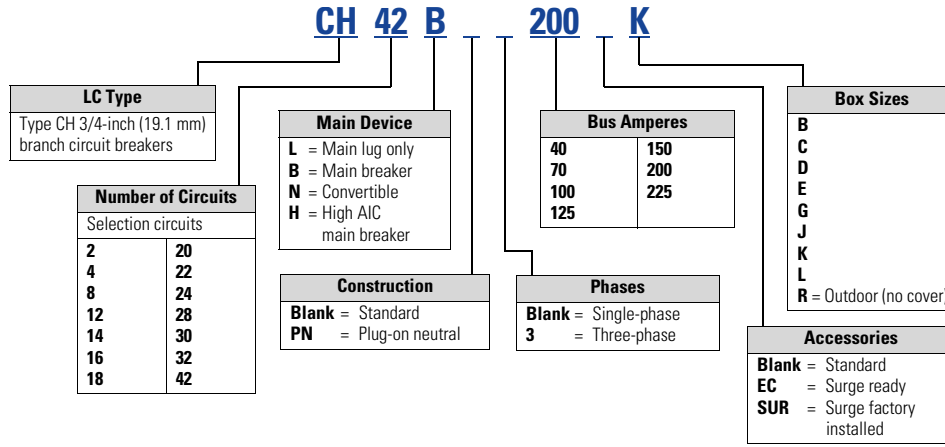 CH 42 B _ _ 200 _ K
LC Type
Type CH 3/4-inch (19.1 mm)
branch circuit breakers
Number of Circuits
Selection circuits
2 20
4 22
8 24
12 28
14 30
16 32
18 42
Main Device
L = Main lug only
B = Main breaker
N = Convertible
H = High AIC
main breaker
Construction
Blank = Standard
PN = Plug-on neutral
Phases
Blank = Single-phase
3 = Three-phase
Bus Amperes
40 150
70 200
100 225
125
Box Sizes
B
C
D
E
G
J
K
L
R = Outdoor (no cover)
Accessories
Blank = Standard
EC = Surge ready
SUR = Surge factory
installed